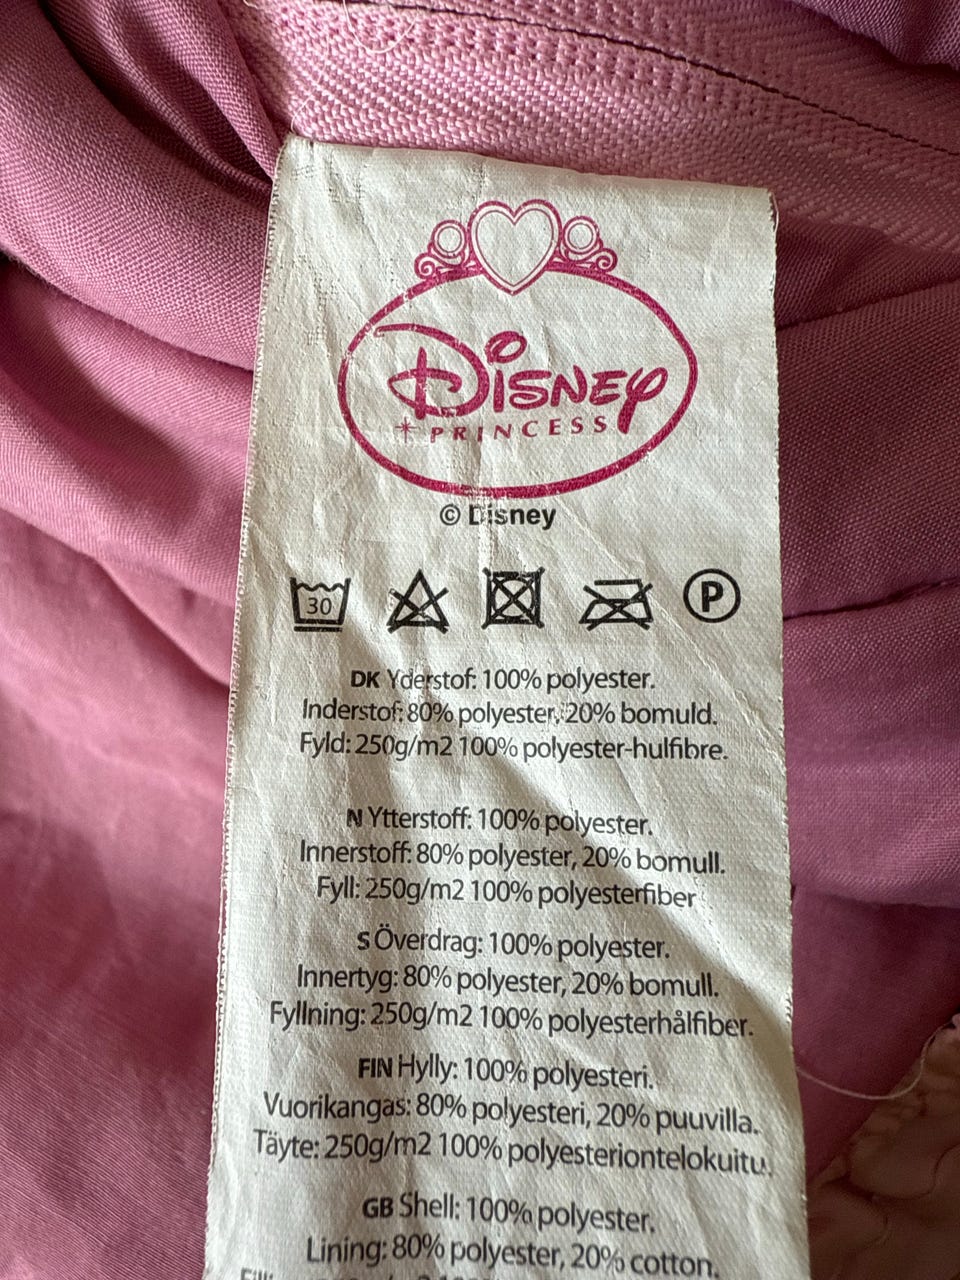 Disney
PRINCESS
© Disney
30
P
DK Yderstof: 100% polyester.
Inderstof: 80% polyester, 20% bomuld.
Fyld: 250g/m2 100% polyester-hulfibre.
N Ytterstoff: 100% polyester.
Innerstoff: 80% polyester, 20% bomull.
Fyll: 250g/m2 100% polyesterfiber
S Överdrag: 100% polyester.
Innertyg: 80% polyester, 20% bomull.
Fyllning: 250g/m2 100% polyesterhålfiber.
FIN Hylly: 100% polyesteri.
Vuorikangas: 80% polyesteri, 20% puuvilla.
Täyte: 250g/m2 100% polyesteriontelokuitu.
GB Shell: 100% polyester.
Lining: 80% polyester, 20% cotton.